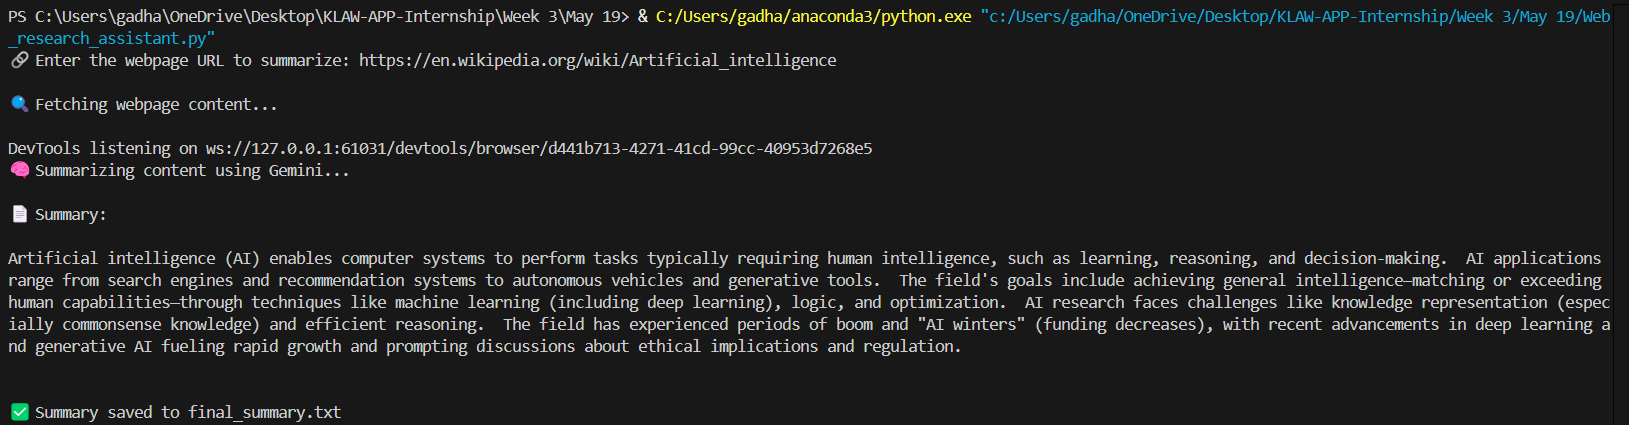 PS C:\Users\gadha\OneDrive\Desktop\KLAW-APP-Internship\Week 3\May 19> & C:/Users/gadha/anaconda3/python.exe "c:/Users/gadha/OneDrive/Desktop/KLAW-APP-Internship/Week 3/May 19/Web
_research_assistant.py"
🔗 Enter the webpage URL to summarize: https://en.wikipedia.org/wiki/Artificial_intelligence
🔍 Fetching webpage content...
DevTools listening on ws://127.0.0.1:61031/devtools/browser/d441b713-4271-41cd-99cc-40953d7268e5
🧠 Summarizing content using Gemini...
📄 Summary:
Artificial intelligence (AI) enables computer systems to perform tasks typically requiring human intelligence, such as learning, reasoning, and decision-making.  AI applications
range from search engines and recommendation systems to autonomous vehicles and generative tools.  The field's goals include achieving general intelligence—matching or exceeding
human capabilities—through techniques like machine learning (including deep learning), logic, and optimization.  AI research faces challenges like knowledge representation (espec
ially commonsense knowledge) and efficient reasoning.  The field has experienced periods of boom and "AI winters" (funding decreases), with recent advancements in deep learning a
nd generative AI fueling rapid growth and prompting discussions about ethical implications and regulation.
✅ Summary saved to final_summary.txt